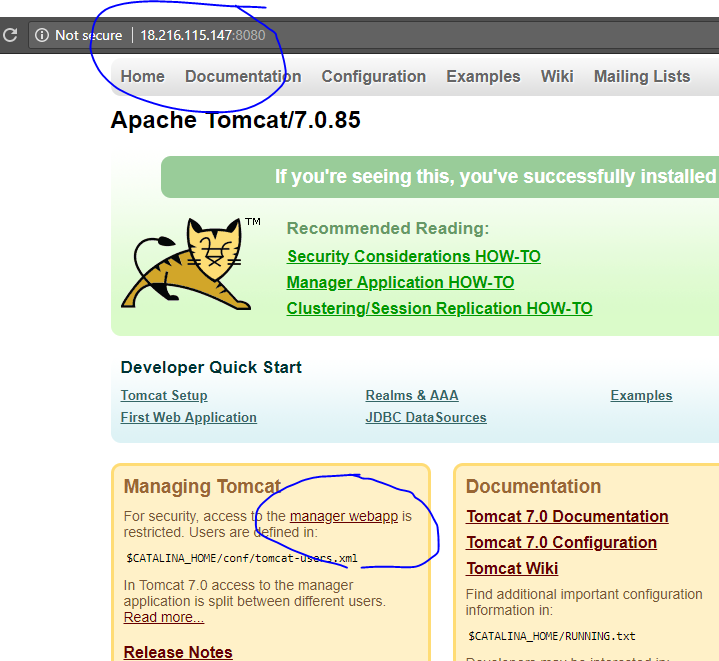 Not secure | 18.216.115.147:8080
Home Documentation Configuration Examples Wiki Mailing Lists
Apache Tomcat/7.0.85
If you're seeing this, you've successfully installed
TM
Recommended Reading:
Security Considerations HOW-TO
Manager Application HOW-TO
Clustering/Session Replication HOW-TO
Developer Quick Start
Tomcat Setup
First Web Application
Realms & AAA
JDBC DataSources
Examples
Managing Tomcat
For security, access to the manager webapp is
restricted. Users are defined in:
$CATALINA_HOME/conf/tomcat-users.xml
In Tomcat 7.0 access to the manager
application is split between different users.
Read more...
Release Notes
Documentation
Tomcat 7.0 Documentation
Tomcat 7.0 Configuration
Tomcat Wiki
Find additional important configuration
information in:
$CATALINA_HOME/RUNNING.txt
Developers may be interested in: